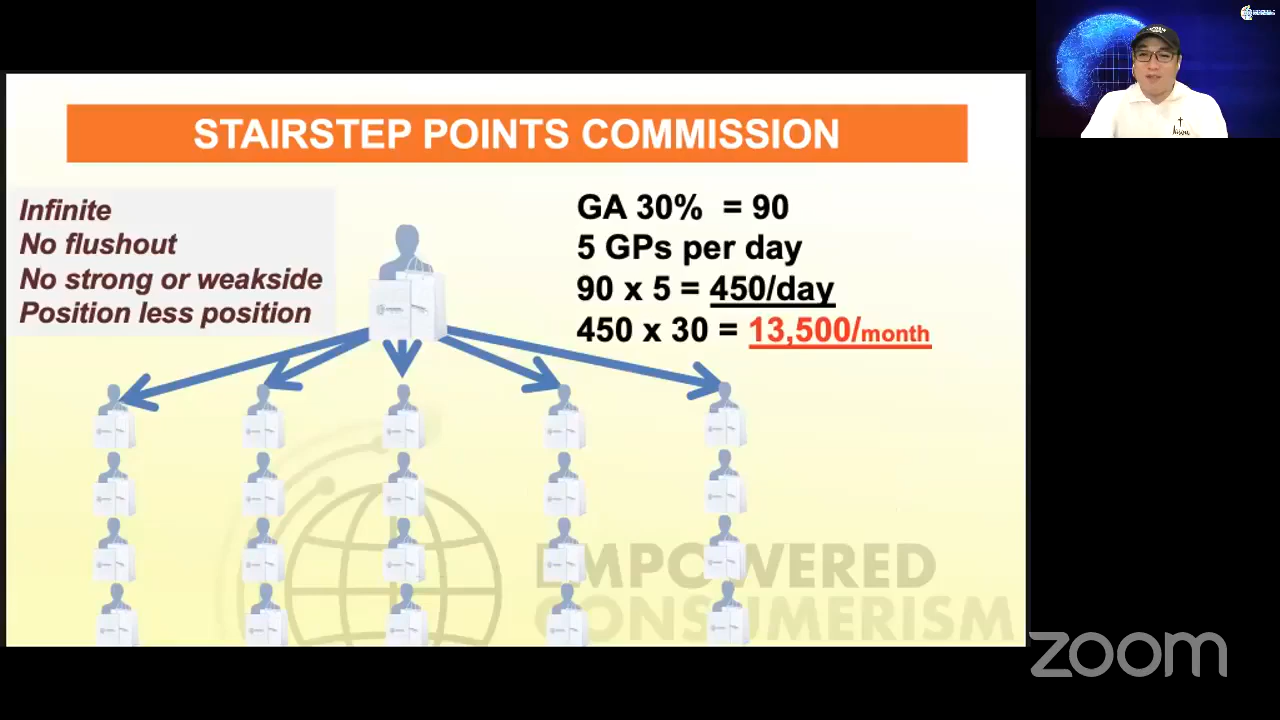 STAIRSTEP POINTS COMMISSION
Infinite
No flushout
No strong or weakside
Position less position
GA 30% = 90
5 GPs per day
90 x 5 = 450/day
450 x 30 = 13,500/month
EMPOWERED
CONSUMERISM
zoom